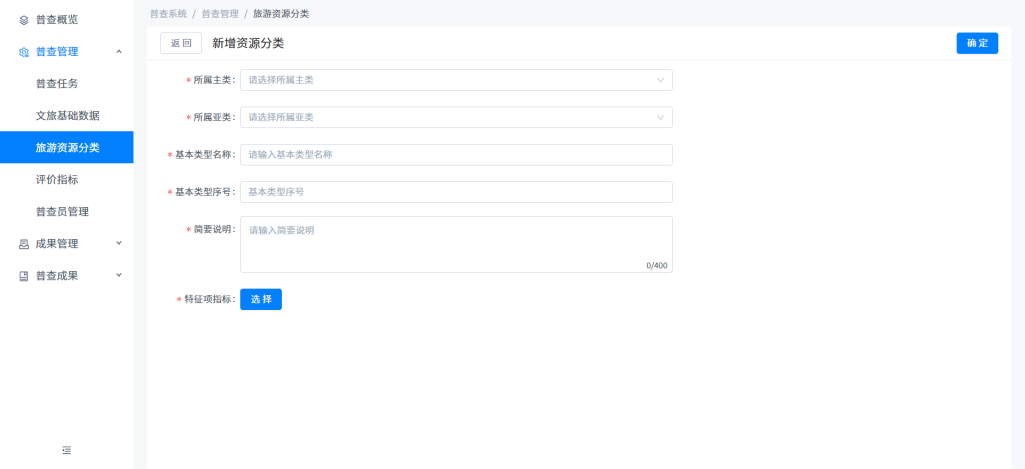 普查概览
普查管理
普查任务
文旅基础数据
旅游资源分类
评价指标
普查员管理
成果管理
普查成果
普查系统 / 普查管理 / 旅游资源分类
返 回 新增资源分类 确 定
* 所属主类: 请选择所属主类
* 所属亚类: 请选择所属亚类
* 基本类型名称: 请输入基本类型名称
* 基本类型序号: 基本类型序号
* 简要说明: 请输入简要说明
0/400
* 特征项指标: 选 择